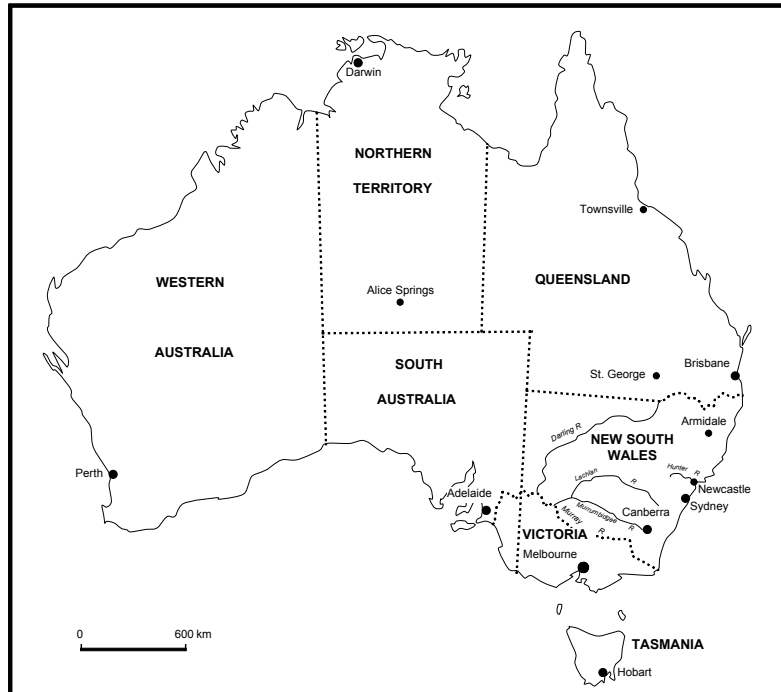 Darwin
NORTHERN
TERRITORY
Townsville
WESTERN
AUSTRALIA
Alice Springs
QUEENSLAND
SOUTH
AUSTRALIA
St. George
Brisbane
Darling R
Armidale
NEW SOUTH
WALES
Perth
Lachlan R
Hunter R
Newcastle
Adelaide
Sydney
Murrumbidgee R
Canberra
Murray R
VICTORIA
Melbourne
0 600 km
TASMANIA
Hobart